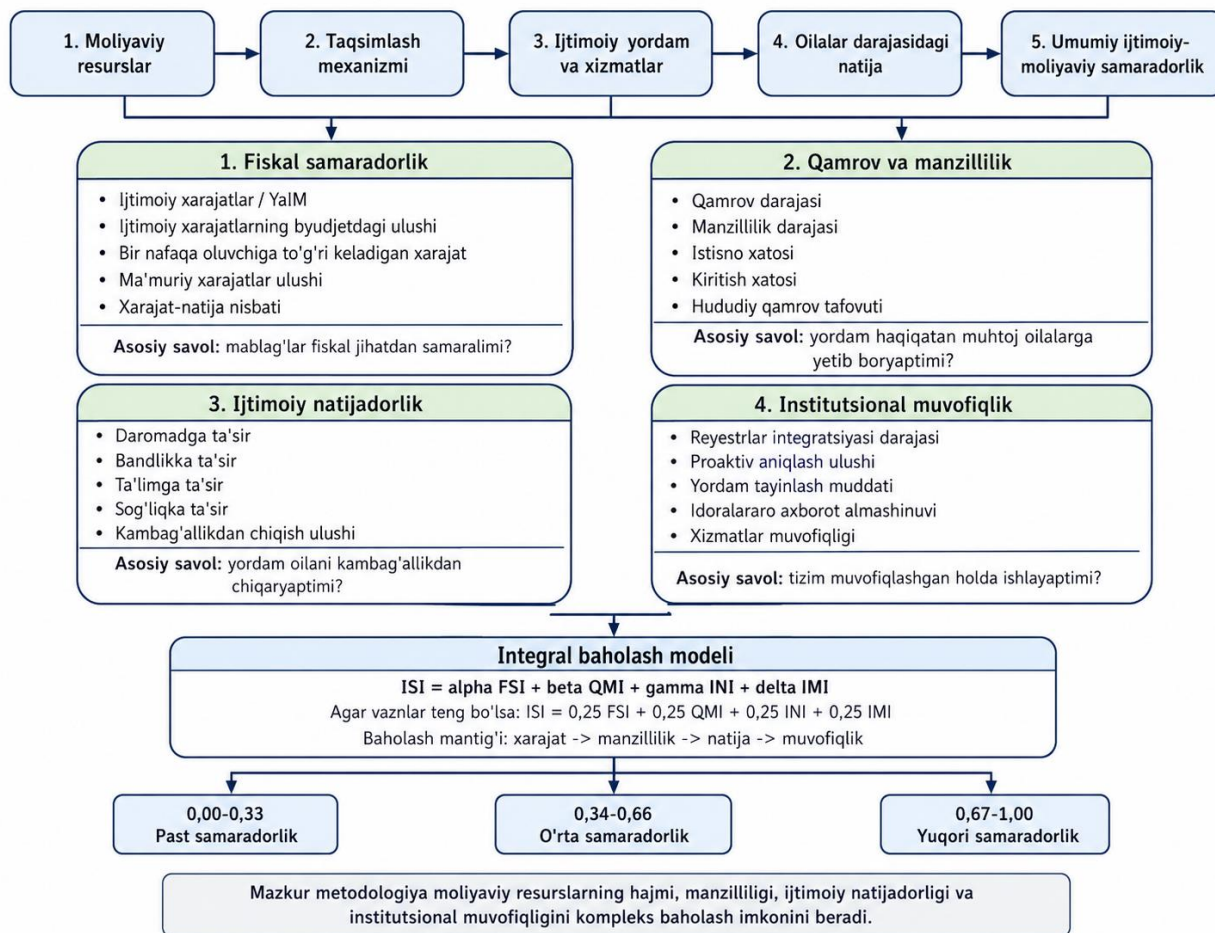 1. Moliyaviy
resurslar
2. Taqsimlash
mexanizmi
3. Ijtimoiy yordam
va xizmatlar
4. Oilalar darajasidagi
natija
5. Umumiy ijtimoiy-
moliyaviy samaradorlik
1. Fiskal samaradorlik
• Ijtimoiy xarajatlar / YaIM
• Ijtimoiy xarajatlarning byudjetdagi ulushi
• Bir nafaqa oluvchiga to'g'ri keladigan xarajat
• Ma'muriy xarajatlar ulushi
• Xarajat-natija nisbati
Asosiy savol: mablag'lar fiskal jihatdan samaralimi?
2. Qamrov va manzillilik
• Qamrov darajasi
• Manzillilik darajasi
• Istisno xatosi
• Kiritish xatosi
• Hududiy qamrov tafovuti
Asosiy savol: yordam haqiqatan muhtoj oilalarga
yetib boryaptimi?
3. Ijtimoiy natijadorlik
• Daromadga ta'sir
• Bandlikka ta'sir
• Ta'limga ta'sir
• Sog'liqka ta'sir
• Kambag'allikdan chiqish ulushi
Asosiy savol: yordam oilani kambag'allikdan
chiqaryaptimi?
4. Institutsional muvofiqlik
• Reyestrlar integratsiyasi darajasi
• Proaktiv aniqlash ulushi
• Yordam tayinlash muddati
• Idoralararo axborot almashinuvi
• Xizmatlar muvofiqligi
Asosiy savol: tizim muvofiqlashgan holda ishlayaptimi?
Integral baholash modeli
ISI = alpha FSI + beta QMI + gamma INI + delta IMI
Agar vaznlar teng bo'lsa: ISI = 0,25 FSI + 0,25 QMI + 0,25 INI + 0,25 IMI
Baholash mantig'i: xarajat -> manzillilik -> natija -> muvofiqlik
0,00-0,33
Past samaradorlik
0,34-0,66
O'rta samaradorlik
0,67-1,00
Yuqori samaradorlik
Mazkur metodologiya moliyaviy resurslarning hajmi, manzilliligi, ijtimoiy natijadorligi va
institutsional muvofiqligini kompleks baholash imkonini beradi.